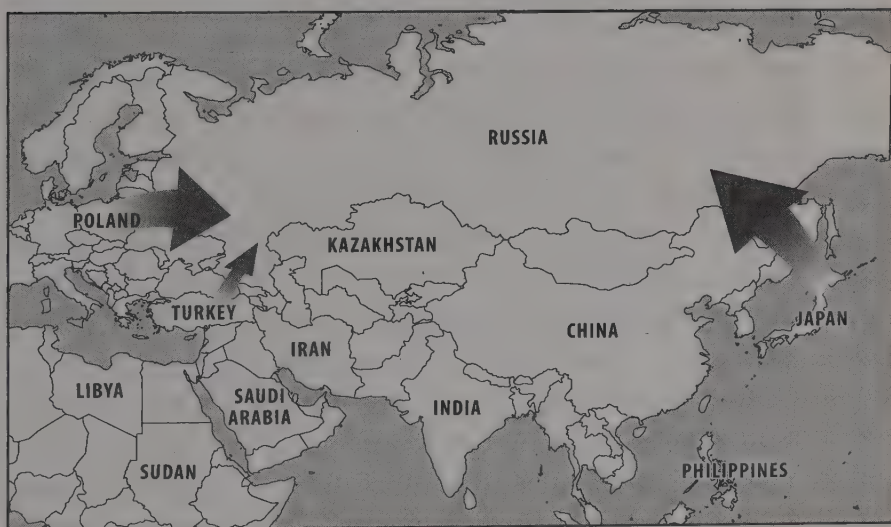 RUSSIA
POLAND
KAZAKHSTAN
TURKEY
CHINA
JAPAN
IRAN
LIBYA
SAUDI
ARABIA
INDIA
SUDAN
PHILIPPINES